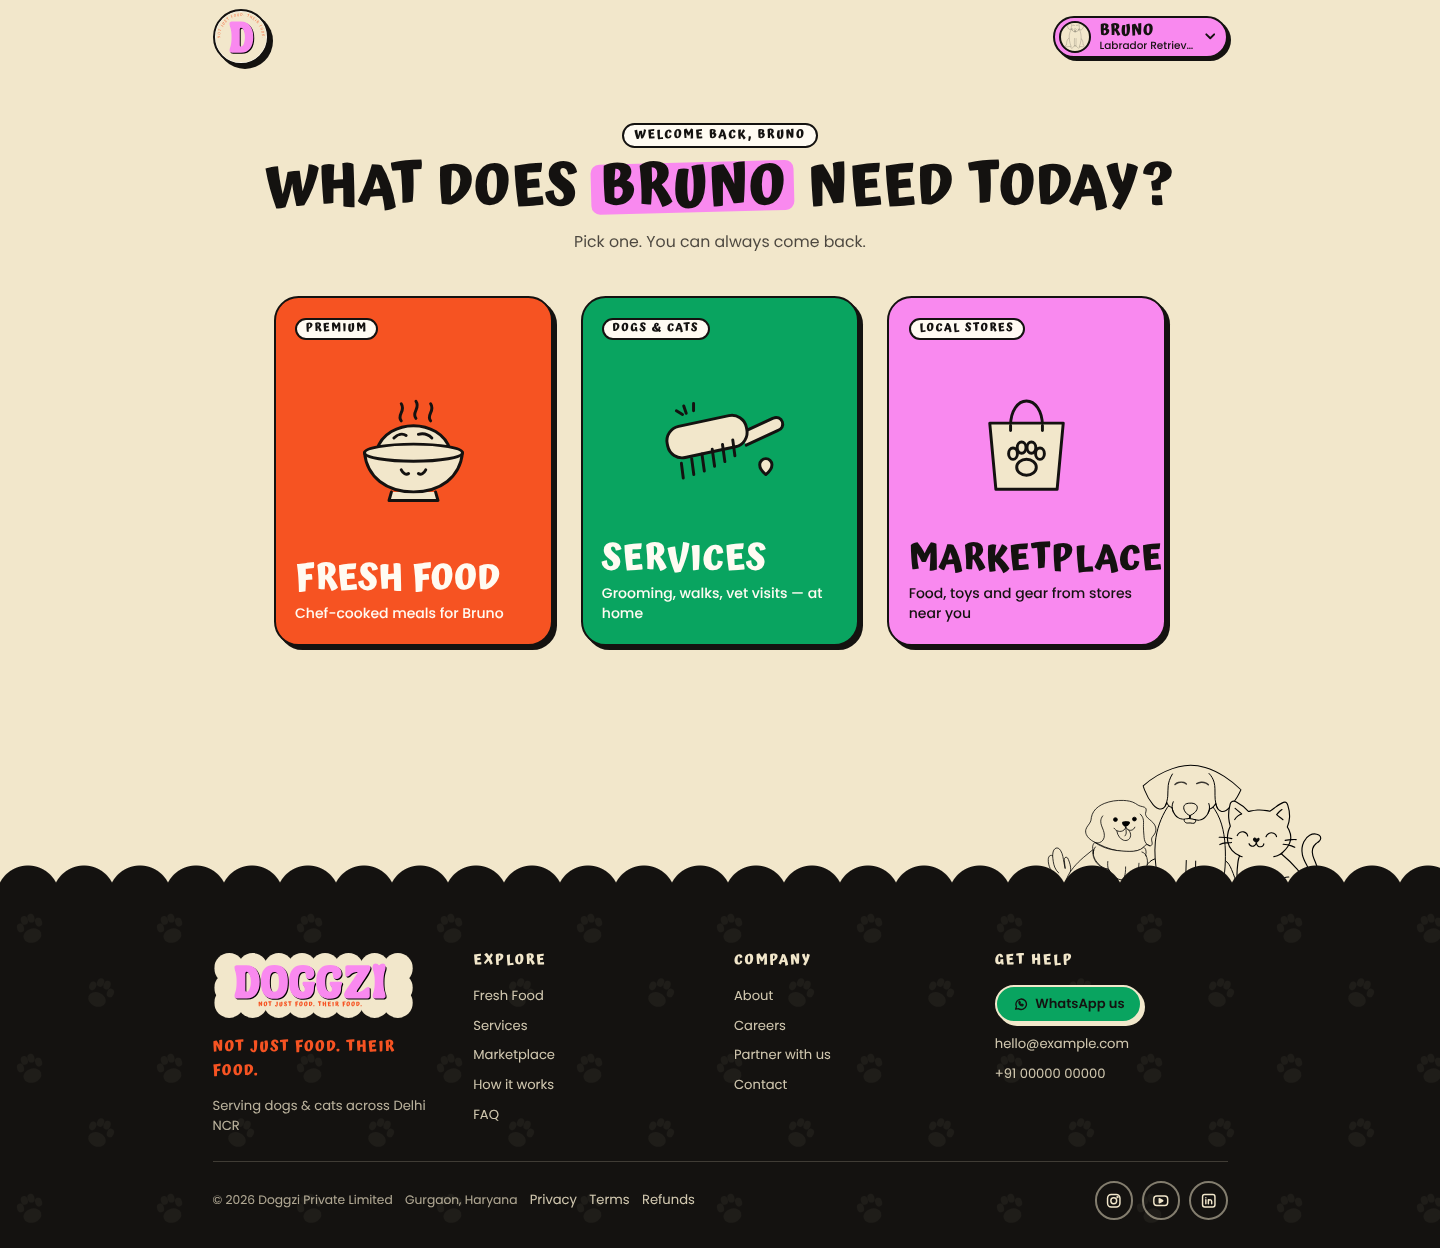 D
BRUNO
Labrador Retriev...
WELCOME BACK, BRUNO
WHAT DOES BRUNO NEED TODAY?
Pick one. You can always come back.
PREMIUM
FRESH FOOD
Chef-cooked meals for Bruno
DOGS & CATS
SERVICES
Grooming, walks, vet visits — at
home
LOCAL STORES
MARKETPLACE
Food, toys and gear from stores
near you
DOGGZI
NOT JUST FOOD. THEIR FOOD.
NOT JUST FOOD. THEIR
FOOD.
Serving dogs & cats across Delhi
NCR
EXPLORE
Fresh Food
Services
Marketplace
How it works
FAQ
COMPANY
About
Careers
Partner with us
Contact
GET HELP
WhatsApp us
hello@example.com
+91 00000 00000
© 2026 Doggzi Private Limited Gurgaon, Haryana Privacy Terms Refunds